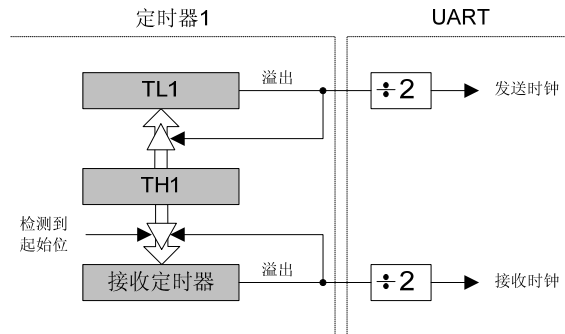 定时器1
UART
TL1
溢出
÷2
发送时钟
TH1
检测到
起始位
接收定时器
溢出
÷2
接收时钟